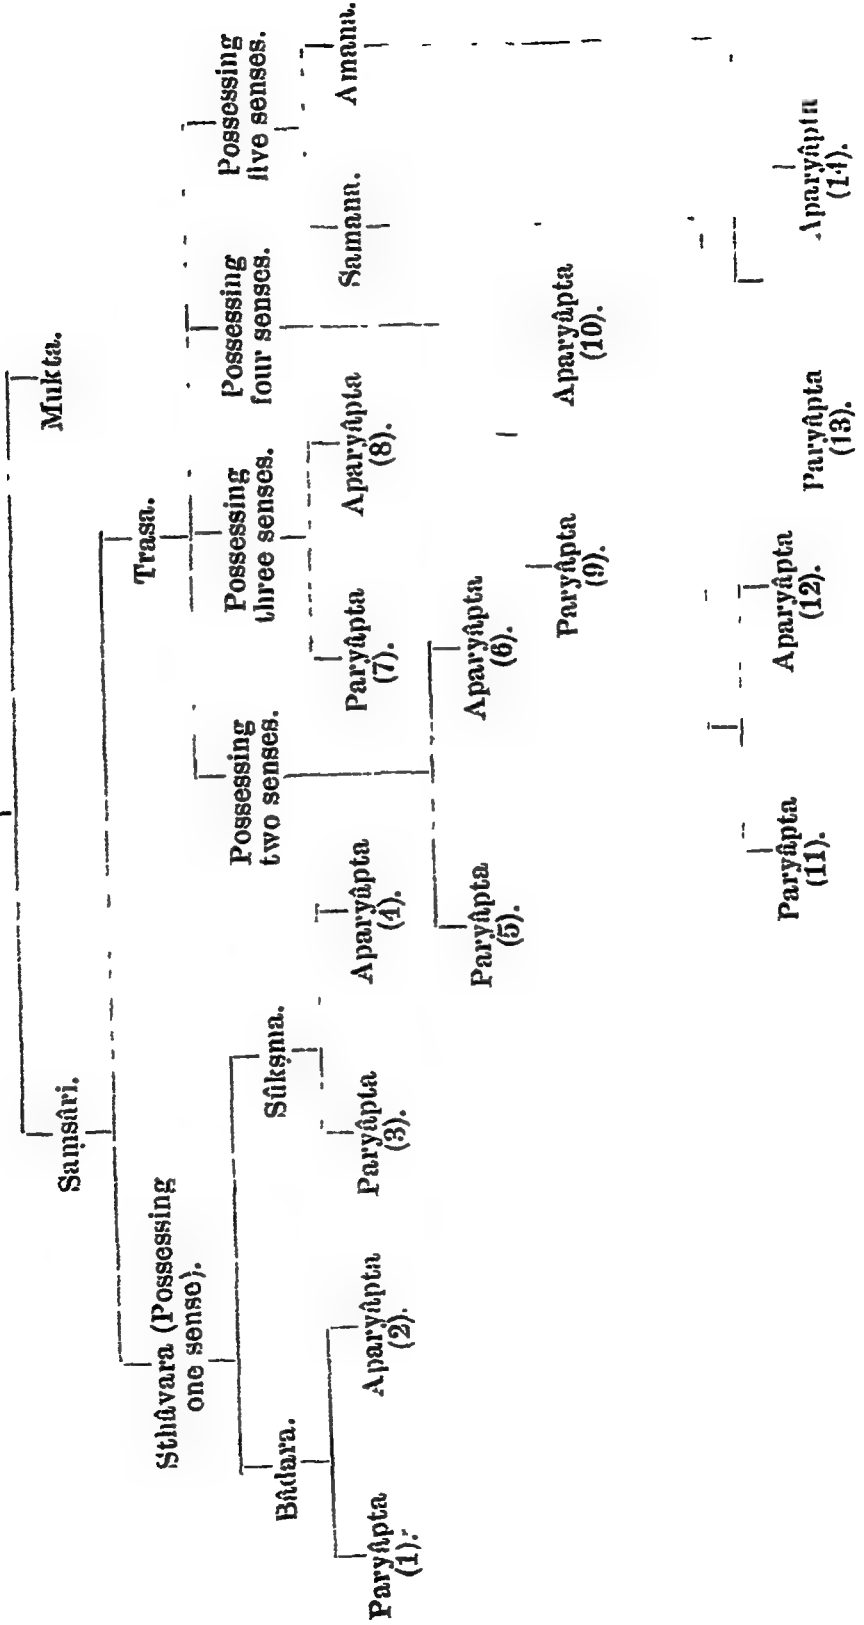 Mukta.
Saṃsâri.
Trasa.
Sthâvara (Possessing
one sense).
Possessing
two senses.
Possessing
three senses.
Possessing
four senses.
Possessing
five senses.
Bâdara.
Sûkṣma.
Samana.
Amana.
Paryâpta
(1).
Aparyâpta
(2).
Paryâpta
(3).
Aparyâpta
(4).
Paryâpta
(7).
Aparyâpta
(8).
Paryâpta
(5).
Aparyâpta
(6).
Paryâpta
(9).
Aparyâpta
(10).
Paryâpta
(11).
Aparyâpta
(12).
Paryâpta
(13).
Aparyâpta
(14).